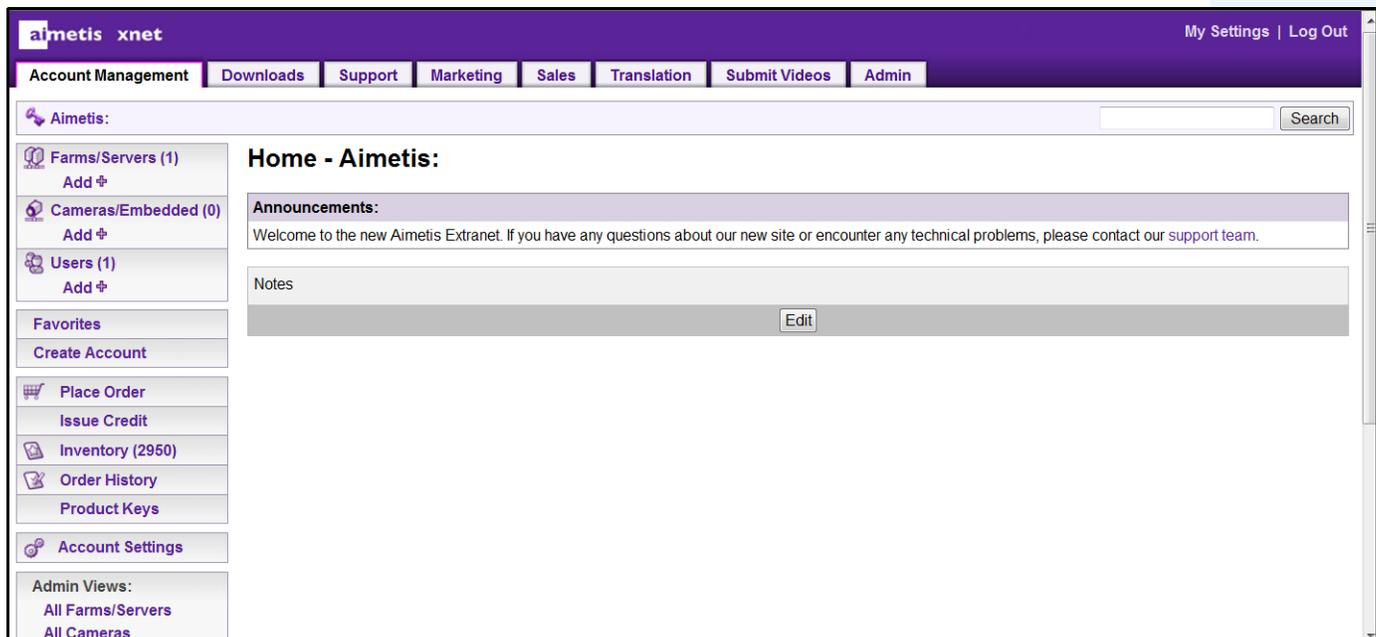 aimetis xnet
My Settings | Log Out
Account Management Downloads Support Marketing Sales Translation Submit Videos Admin
Aimetis:
Search
Farms/Servers (1)
Add
Cameras/Embedded (0)
Add
Users (1)
Add
Favorites
Create Account
Place Order
Issue Credit
Inventory (2950)
Order History
Product Keys
Account Settings
Admin Views:
All Farms/Servers
All Cameras
Home - Aimetis:
Announcements:
Welcome to the new Aimetis Extranet. If you have any questions about our new site or encounter any technical problems, please contact our support team.
Notes
Edit